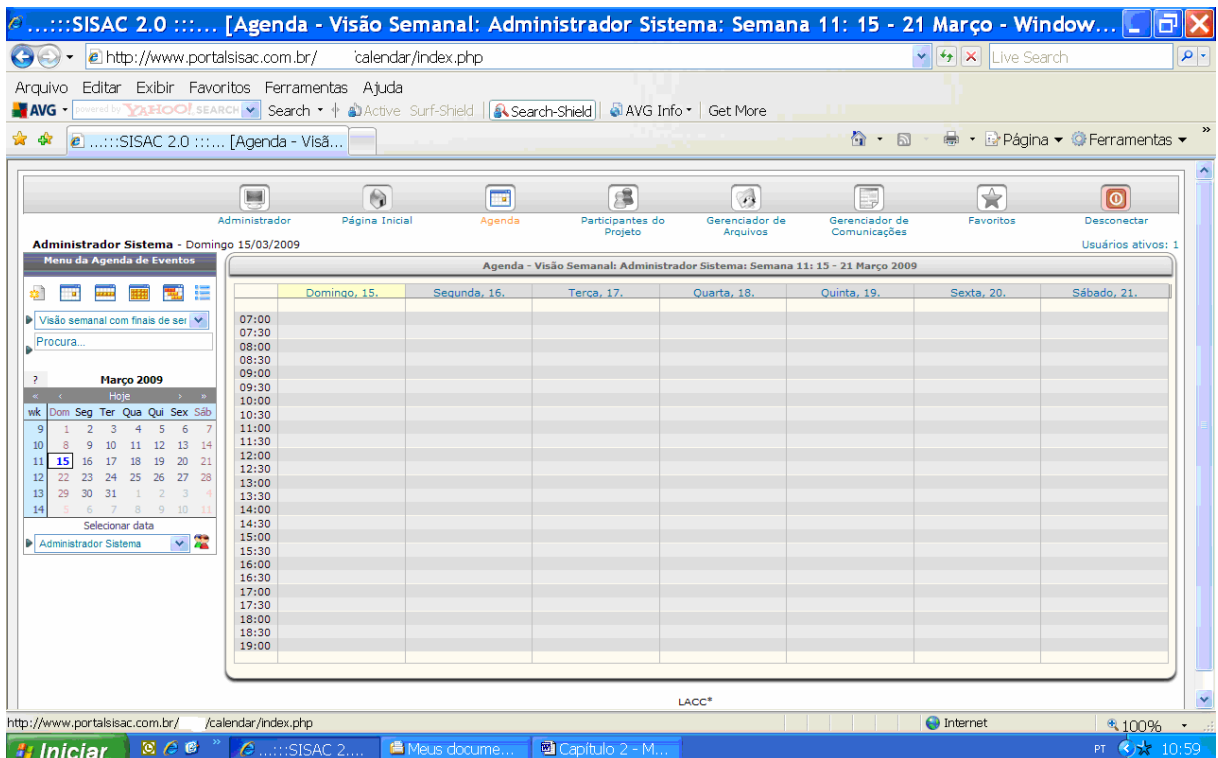 ...:::SISAC 2.0 :::... [Agenda - Visão Semanal: Administrador Sistema: Semana 11: 15 - 21 Março - Window...
http://www.portalsisac.com.br/ calendar/index.php
Live Search
Arquivo Editar Exibir Favoritos Ferramentas Ajuda
AVG powered by YAHOO! SEARCH Search Active Surf-Shield Search-Shield AVG Info Get More
...:::SISAC 2.0 :::... [Agenda - Visã...
Página Ferramentas »
Administrador Página Inicial Agenda Participantes do Projeto Gerenciador de Arquivos Gerenciador de Comunicações Favoritos Desconectar
Administrador Sistema - Domingo 15/03/2009
Usuários ativos: 1
Menu da Agenda de Eventos
Visão semanal com finais de ser
Procura...
? Março 2009
« ‹ Hoje › »
wk Dom Seg Ter Qua Qui Sex Sáb
9 1 2 3 4 5 6 7
10 8 9 10 11 12 13 14
11 15 16 17 18 19 20 21
12 22 23 24 25 26 27 28
13 29 30 31 1 2 3 4
14 5 6 7 8 9 10 11
Selecionar data
Administrador Sistema
Agenda - Visão Semanal: Administrador Sistema: Semana 11: 15 - 21 Março 2009
Domingo, 15. Segunda, 16. Terça, 17. Quarta, 18. Quinta, 19. Sexta, 20. Sábado, 21.
07:00
07:30
08:00
08:30
09:00
09:30
10:00
10:30
11:00
11:30
12:00
12:30
13:00
13:30
14:00
14:30
15:00
15:30
16:00
16:30
17:00
17:30
18:00
18:30
19:00
LACC*
http://www.portalsisac.com.br/ /calendar/index.php
Internet
100%
Iniciar » ...:::SISAC 2.... Meus docume... Capítulo 2 - M... PT 10:59